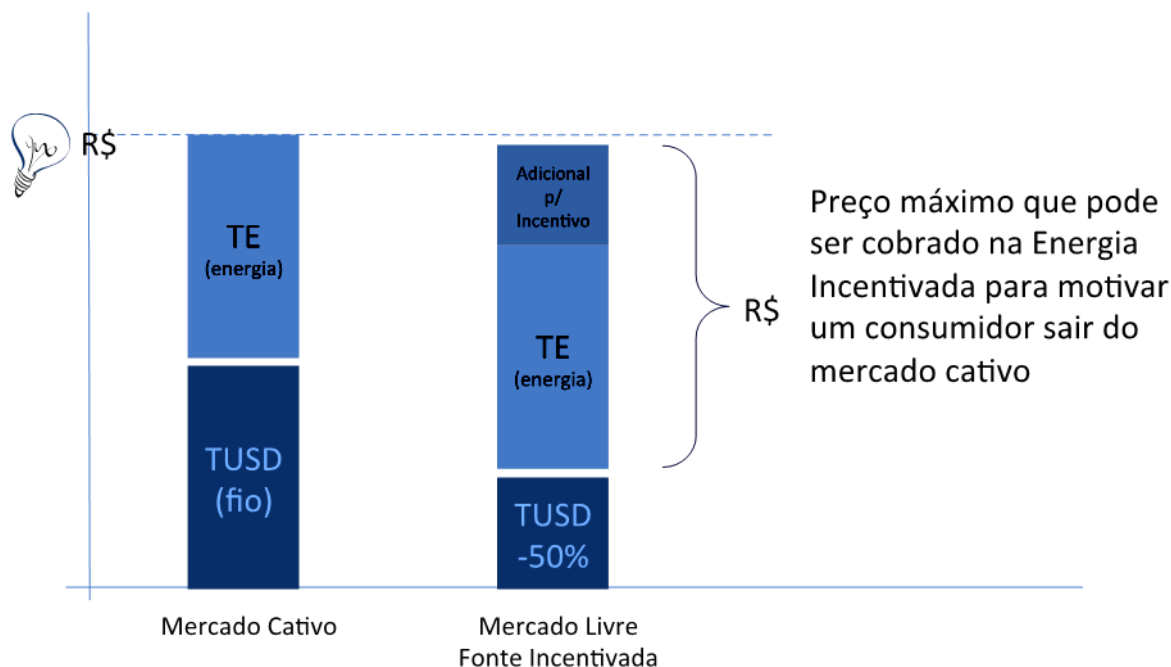 R$
TE
(energia)
TUSD
(fio)
Adicional
p/
Incentivo
TE
(energia)
TUSD
-50%
R$
Preço máximo que pode
ser cobrado na Energia
Incentivada para motivar
um consumidor sair do
mercado cativo
Mercado Cativo
Mercado Livre
Fonte Incentivada